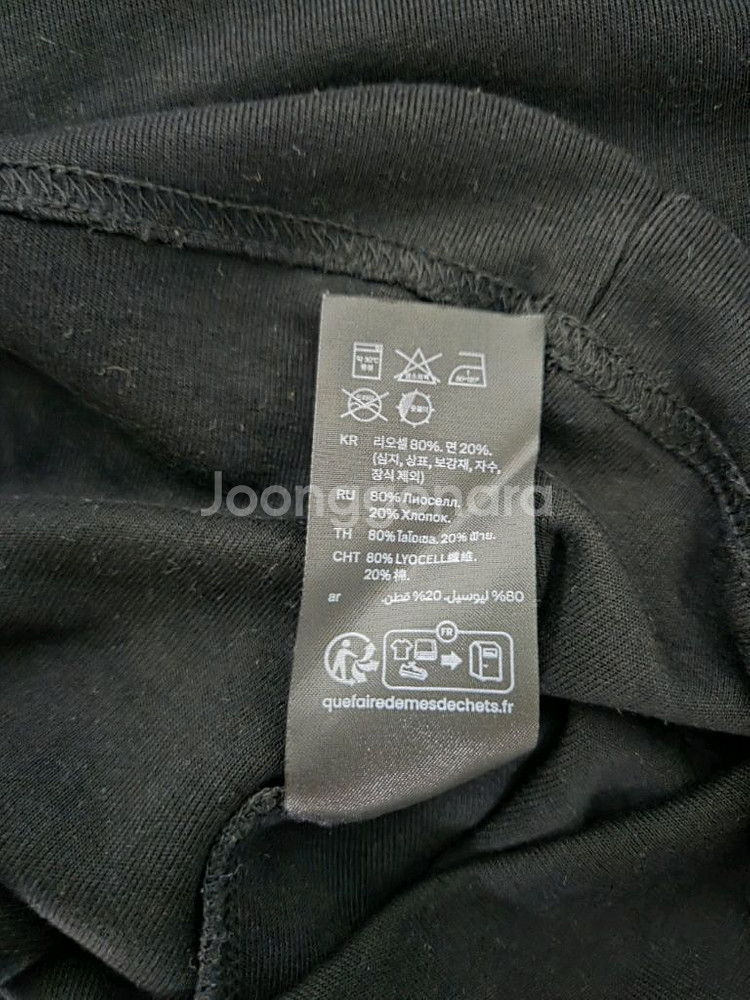 약 30℃
80~120°
KR 리오셀 80%. 면 20%.
(심지, 상표, 보강재, 자수,
장식 제외)
RU 80% Лиоселл.
20% Хлопок.
TH 80% ไลโอเซล. 20% ฝ้าย.
CHT 80% LYOCELL纖維.
20% 棉.
ar 80% ليوسيل. 20% قطن.
FR
quefairedemesdechets.fr
Joonggonara